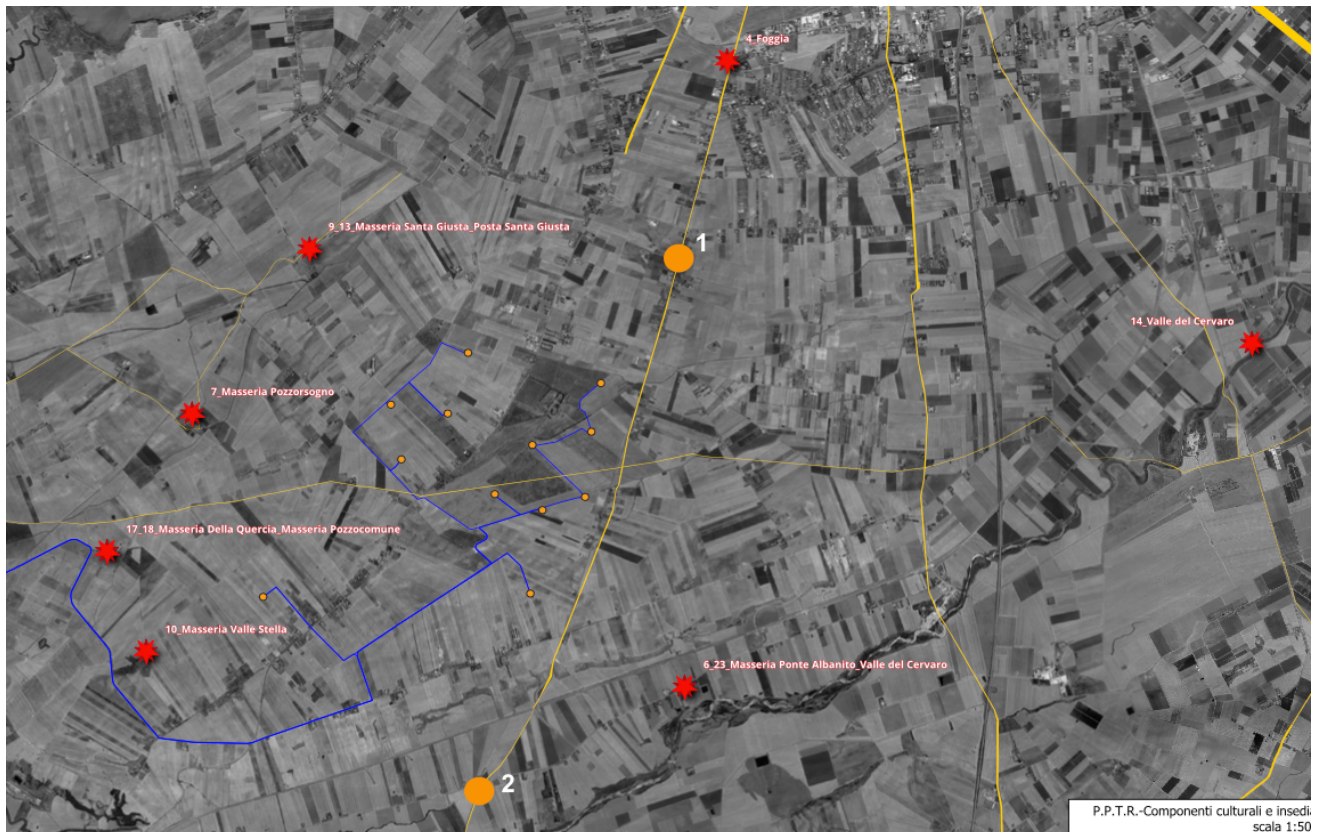 4_Foggia
9_13_Masseria Santa Giusta_Posta Santa Giusta
1
14_Valle del Cervaro
7_Masseria Pozzorsogno
17_18_Masseria Della Quercia_Masseria Pozzocomune
10_Masseria Valle Stella
6_23_Masseria Ponte Albanito_Valle del Cervaro
2
P.P.T.R.-Componenti culturali e insedia
scala 1:50